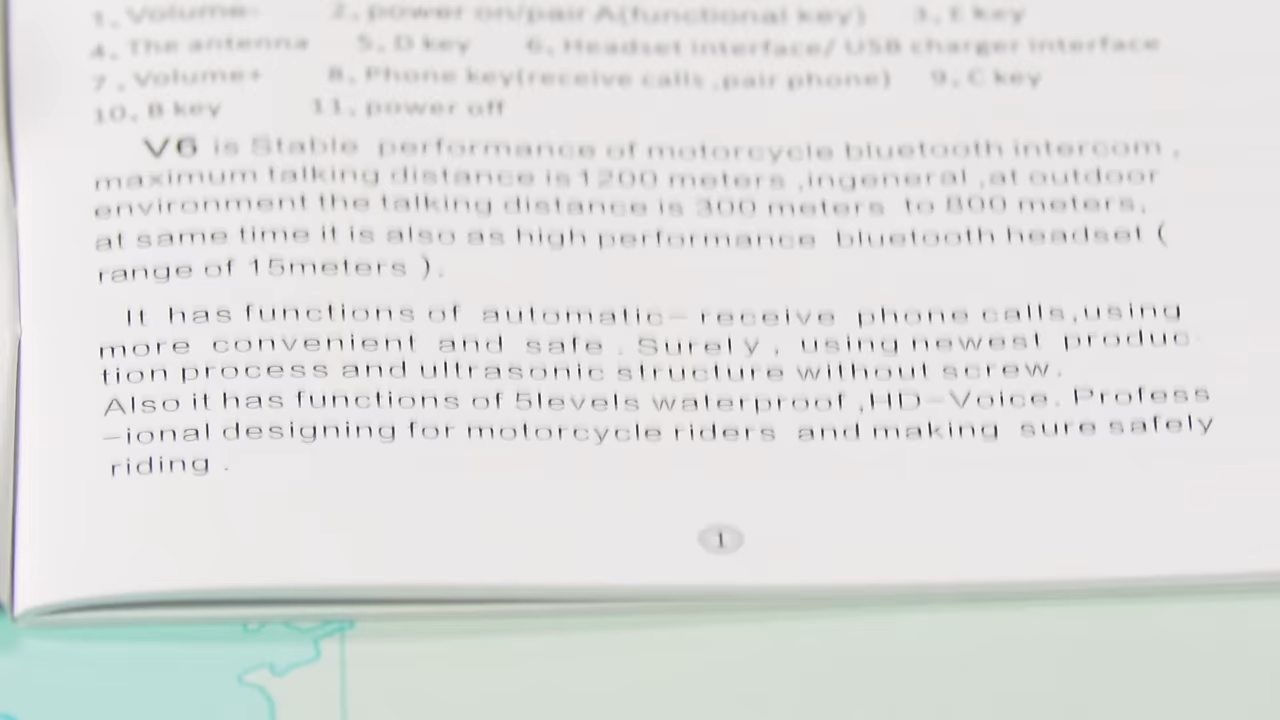 1, Volume- 2, power on/pair A(functional key) 3, E key
4, The antenna 5, D key 6, Headset interface/ USB charger interface
7, Volume+ 8, Phone key(receive calls ,pair phone) 9, C key
10, B key 11, power off
V6 is Stable performance of motorcycle bluetooth intercom ,
maximum talking distance is 1200 meters ,ingeneral ,at outdoor
environment the talking distance is 300 meters to 800 meters,
at same time it is also as high performance bluetooth headset (
range of 15meters ).
It has functions of automatic- receive phone calls,using
more convenient and safe . Surely, using newest produc-
tion process and ultrasonic structure without screw.
Also it has functions of 5levels waterproof ,HD-Voice. Profess
-ional designing for motorcycle riders and making sure safely
riding .
1